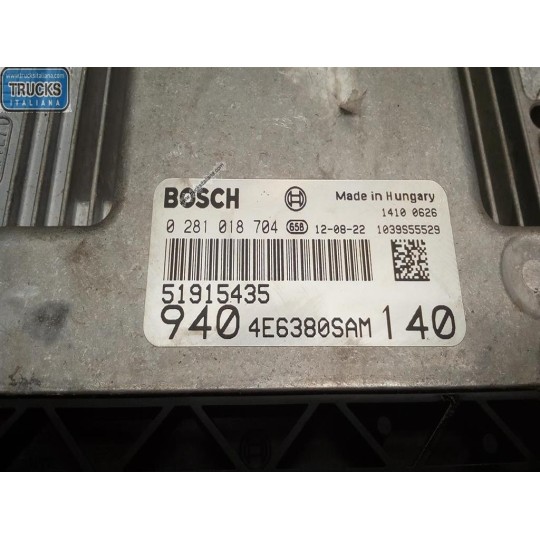 TRUCKS
ITALIANA
BOSCH
Made in Hungary
1410 0626
0 281 018 704 656 12-08-22 1039S55529
51915435
940 4E6380SAM 140